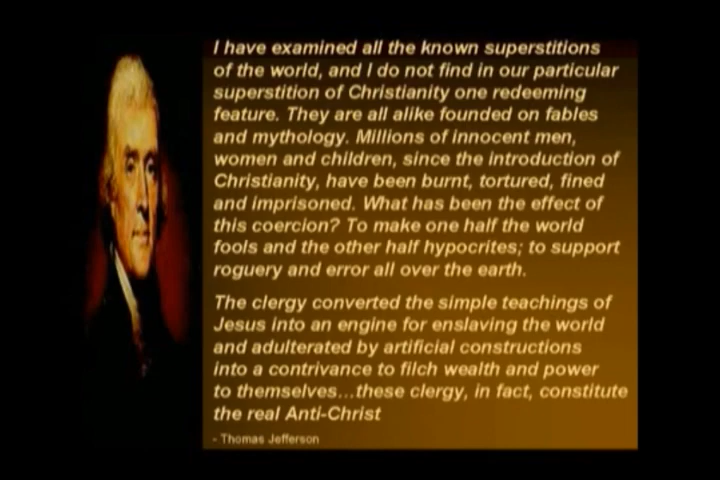 I have examined all the known superstitions
of the world, and I do not find in our particular
superstition of Christianity one redeeming
feature. They are all alike founded on fables
and mythology. Millions of innocent men,
women and children, since the introduction of
Christianity, have been burnt, tortured, fined
and imprisoned. What has been the effect of
this coercion? To make one half the world
fools and the other half hypocrites; to support
roguery and error all over the earth.
The clergy converted the simple teachings of
Jesus into an engine for enslaving the world
and adulterated by artificial constructions
into a contrivance to filch wealth and power
to themselves...these clergy, in fact, constitute
the real Anti-Christ
- Thomas Jefferson